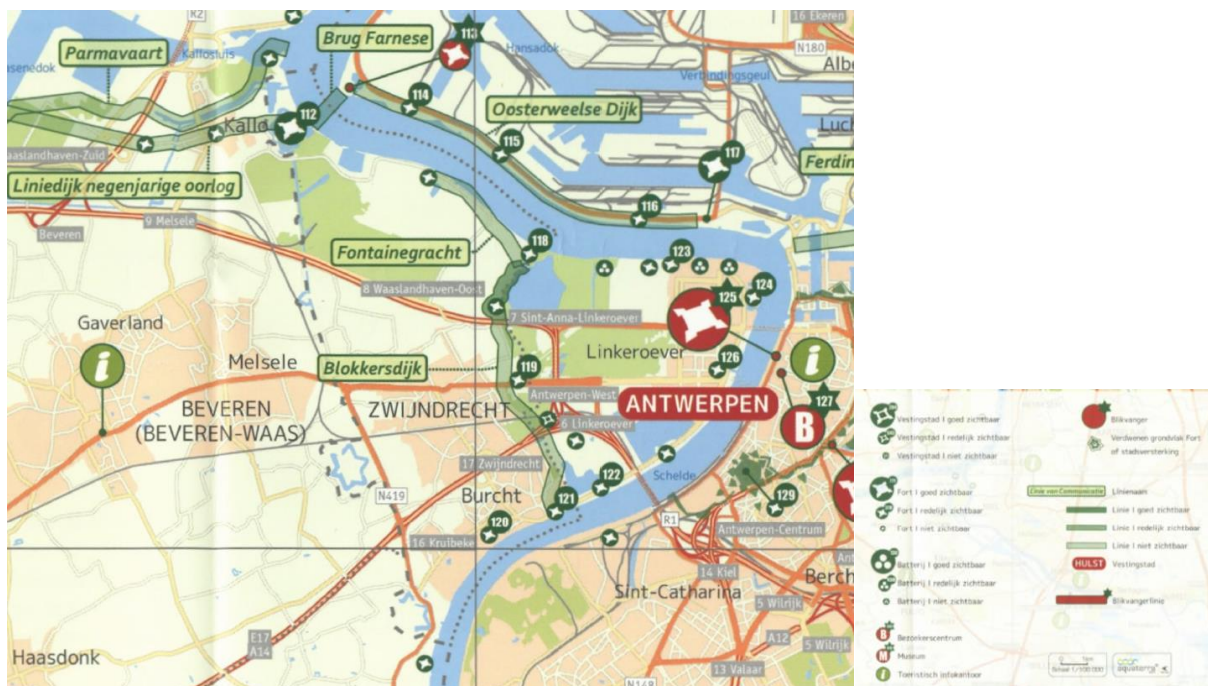 R2
16 Ekeren
Parmavaart
Brug Farnese
113
Hansadok
N180
Kallosluis
Verbindingsgeul
112
114
Oosterweelse Dijk
Kallo
115
117
Liniedijk negenjarige oorlog
116
9 Melsele
Beveren
Fontainegracht
118
123
8 Waaslandhaven-Oost
125
124
7 Sint-Anna-Linkeroever
Gaverland
i
Melsele
Blokkersdijk
Linkeroever
126
i
119
Antwerpen-West
ANTWERPEN
127
BEVEREN
(BEVEREN-WAAS)
ZWIJNDRECHT
6 Linkeroever
B
17 Zwijndrecht
Schelde
N419
Burcht
122
121
129
120
R1
Antwerpen-Centrum
16 Kruibeke
14 Kiel
Sint-Catharina
5 Wilrijk
E17
A14
A12
5 Wilrijk
Haasdonk
13 Valaar
Vestingstad | goed zichtbaar
Vestingstad | redelijk zichtbaar
Vestingstad | niet zichtbaar
Fort | goed zichtbaar
Fort | redelijk zichtbaar
Fort | niet zichtbaar
Batterij | goed zichtbaar
Batterij | redelijk zichtbaar
Batterij | niet zichtbaar
B Bezoekerscentrum
M Museum
i Toeristisch infokantoor
Blikvanger
Verdwenen grondvlak Fort
of stadsversterking
Linie van Communicatie Linienaam
Linie | goed zichtbaar
Linie | redelijk zichtbaar
Linie | niet zichtbaar
HULST Vestingstad
Blikvangerlinie
Schaal 1/100 000
aquaterra